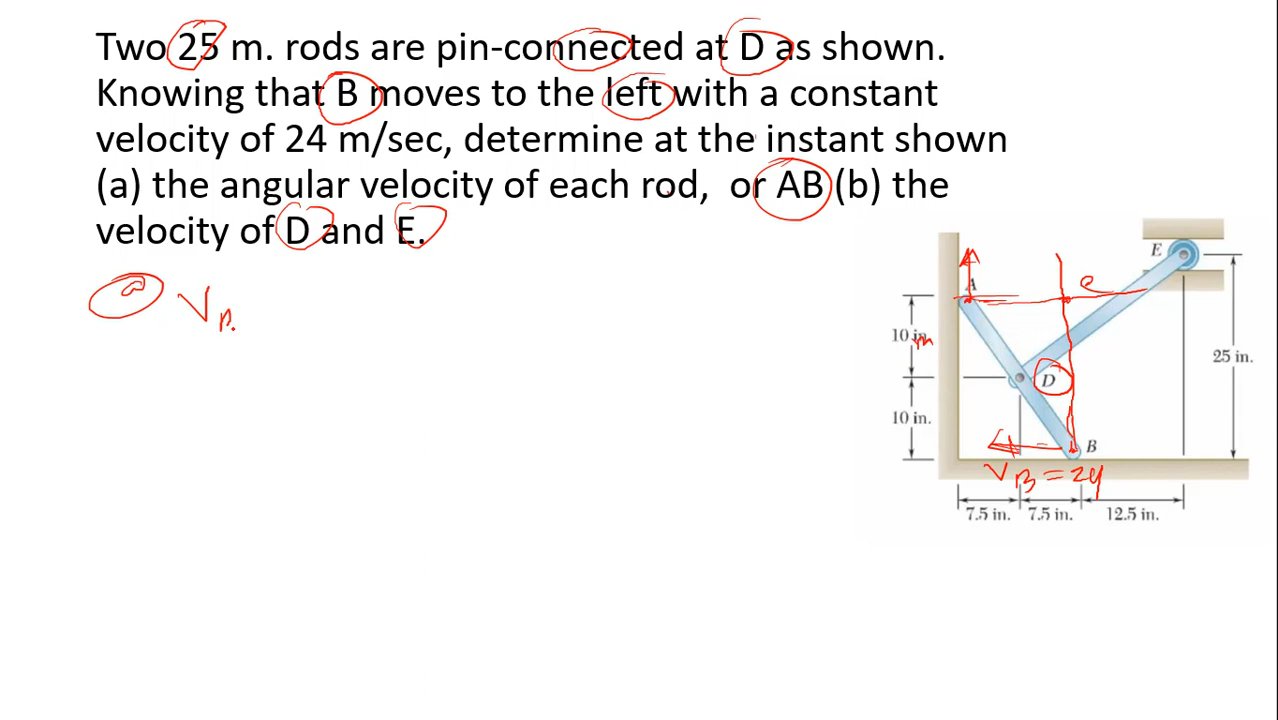 Two 25 m. rods are pin-connected at D as shown.
Knowing that B moves to the left with a constant
velocity of 24 m/sec, determine at the instant shown
(a) the angular velocity of each rod, or AB (b) the
velocity of D and E.
a VB
E
A
C
10 in.
m
25 in.
D
10 in.
B
VB = 24
7.5 in. 7.5 in. 12.5 in.